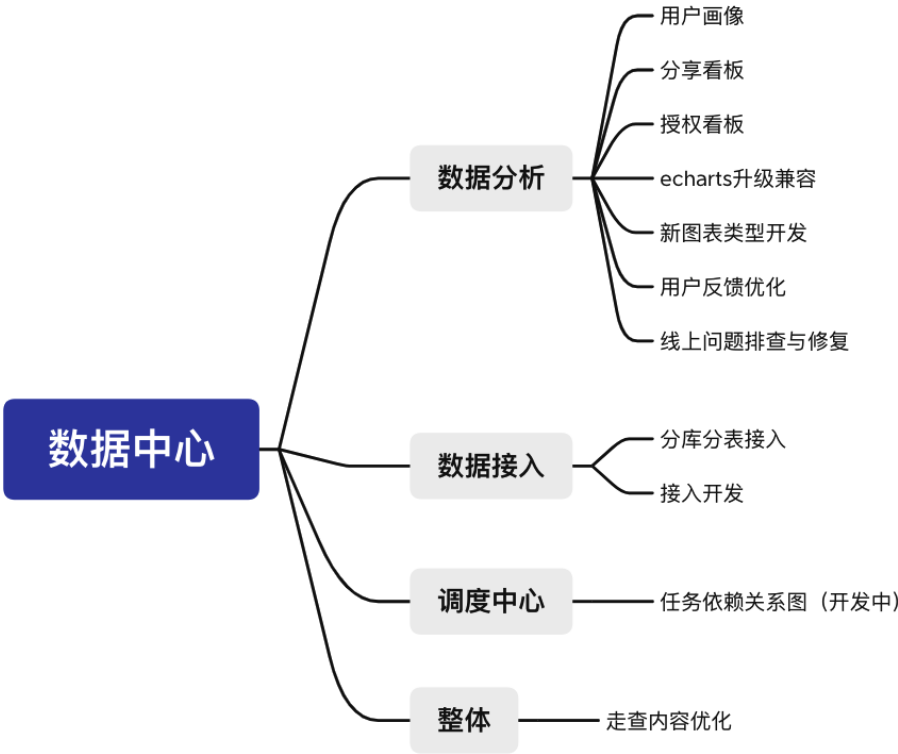 数据中心
数据分析
用户画像
分享看板
授权看板
echarts升级兼容
新图表类型开发
用户反馈优化
线上问题排查与修复
数据接入
分库分表接入
接入开发
调度中心
任务依赖关系图（开发中）
整体
走查内容优化